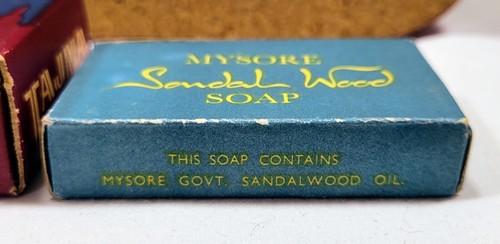 MYSORE
Sandal Wood
SOAP
THIS SOAP CONTAINS
MYSORE GOVT. SANDALWOOD OIL.